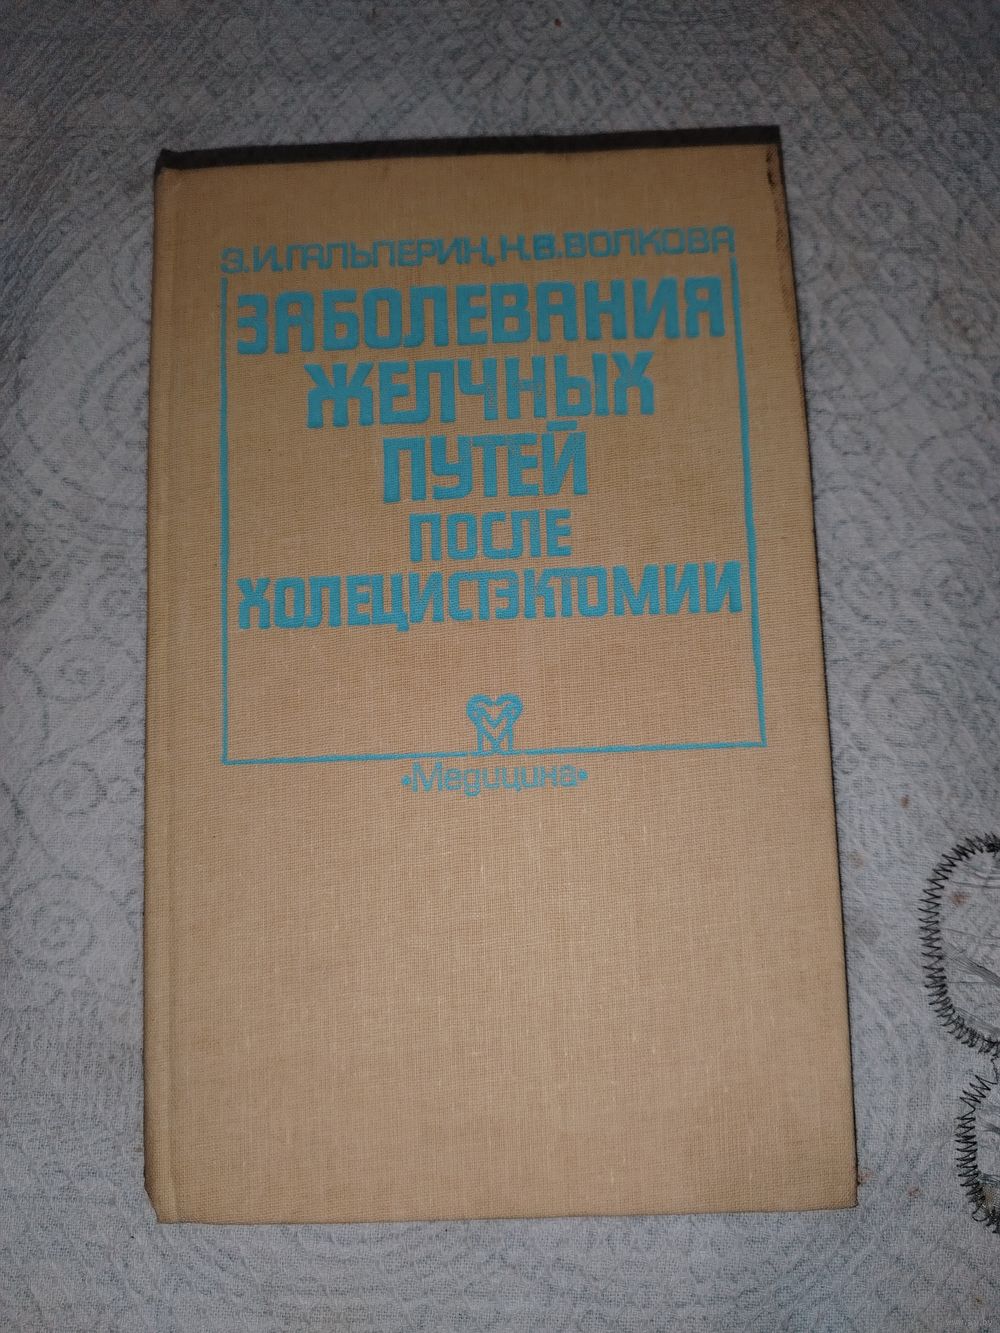 Э.И.ГАЛЬПЕРИН, Н.В.ВОЛКОВА
ЗАБОЛЕВАНИЯ
ЖЕЛЧНЫХ
ПУТЕЙ
ПОСЛЕ
ХОЛЕЦИСТЭКТОМИИ
М
•Медицина•